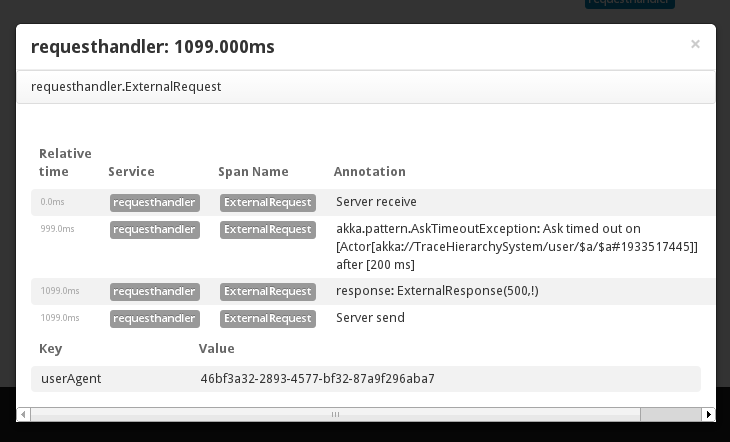 requesthandler: 1099.000ms
×
requesthandler.ExternalRequest
Relative
time Service Span Name Annotation
0.0ms requesthandler ExternalRequest Server receive
999.0ms requesthandler ExternalRequest akka.pattern.AskTimeoutException: Ask timed out on
[Actor[akka://TraceHierarchySystem/user/$a/$a#1933517445]]
after [200 ms]
1099.0ms requesthandler ExternalRequest response: ExternalResponse(500,!)
1099.0ms requesthandler ExternalRequest Server send
Key Value
userAgent 46bf3a32-2893-4577-bf32-87a9f296aba7